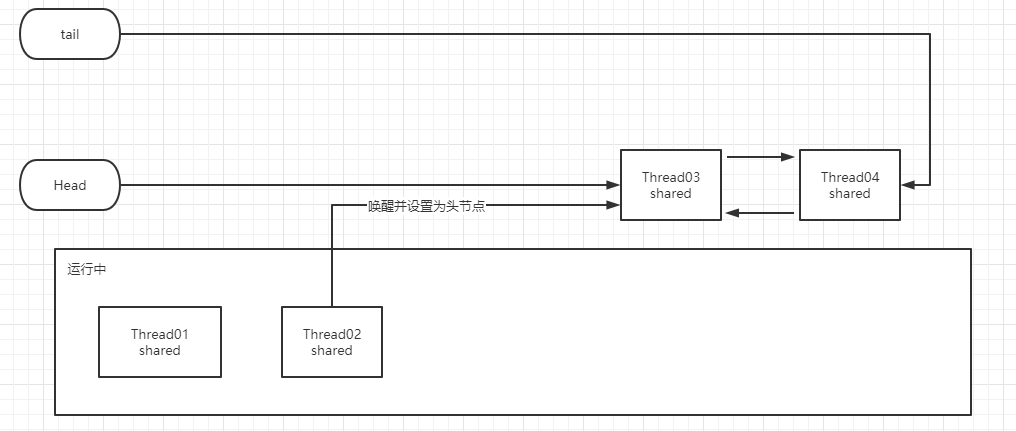 tail
Head
Thread03
shared
Thread04
shared
唤醒并设置为头节点
运行中
Thread01
shared
Thread02
shared